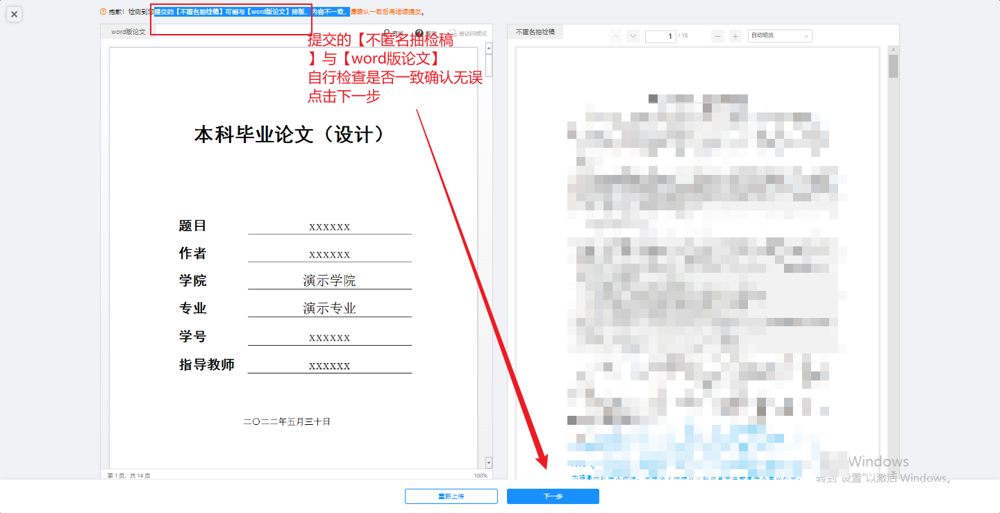 抱歉！检测到您提交的【不匿名抽检稿】可能与【word版论文】排版、内容不一致，请确认一致后再继续提交。
word版论文
查找
帮助
易访问模式
不匿名抽检稿
1 / 15
自动缩放
提交的【不匿名抽检稿
】与【word版论文】
自行检查是否一致确认无误
点击下一步
本科毕业论文（设计）
题目 xxxxxx
作者 xxxxxx
学院 演示学院
专业 演示专业
学号 xxxxxx
指导教师 xxxxxx
二〇二二年五月三十日
第 1 页，共 14 页
100%
Windows
转到"设置"以激活 Windows。
重新上传
下一步